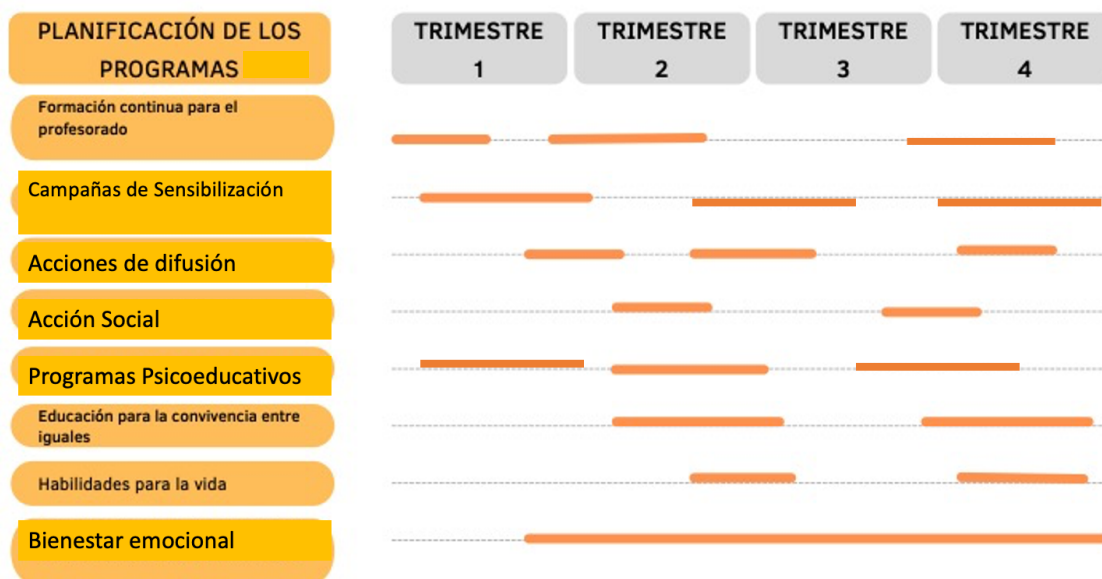 PLANIFICACIÓN DE LOS
PROGRAMAS
TRIMESTRE
1
TRIMESTRE
2
TRIMESTRE
3
TRIMESTRE
4
Formación continua para el
profesorado
Campañas de Sensibilización
Acciones de difusión
Acción Social
Programas Psicoeducativos
Educación para la convivencia entre
iguales
Habilidades para la vida
Bienestar emocional